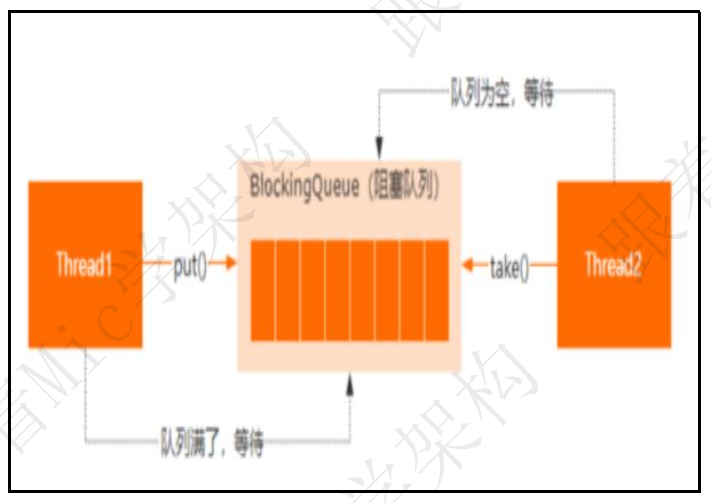 队列为空，等待
BlockingQueue（阻塞队列）
Thread1
put()
take()
Thread2
队列满了，等待
跟着Mic学架构